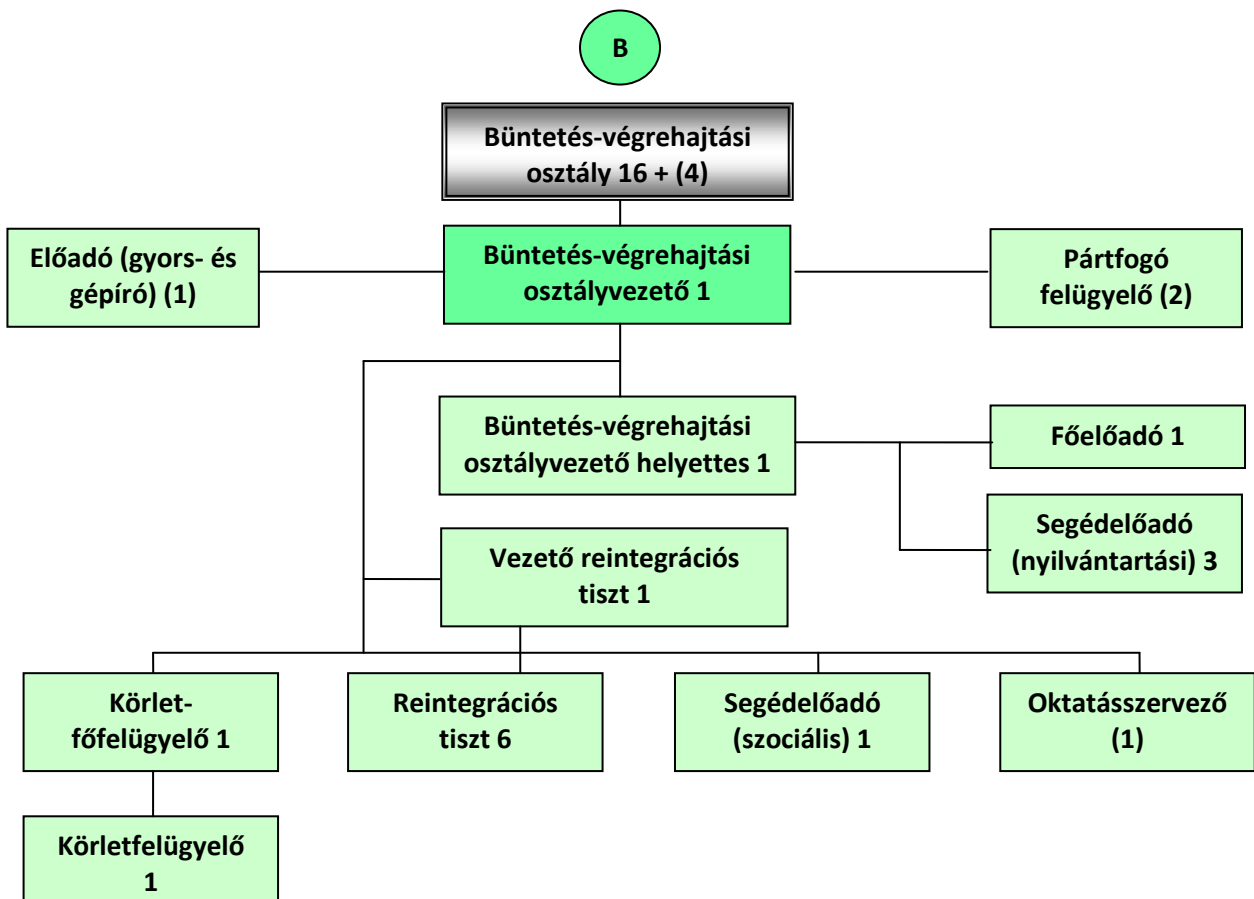 B
Büntetés-végrehajtási
osztály 16 + (4)
Előadó (gyors- és
gépíró) (1)
Büntetés-végrehajtási
osztályvezető 1
Pártfogó
felügyelő (2)
Büntetés-végrehajtási
osztályvezető helyettes 1
Főelőadó 1
Segédelőadó
(nyilvántartási) 3
Vezető reintegrációs
tiszt 1
Körlet-
főfelügyelő 1
Reintegrációs
tiszt 6
Segédelőadó
(szociális) 1
Oktatásszervező
(1)
Körletfelügyelő
1